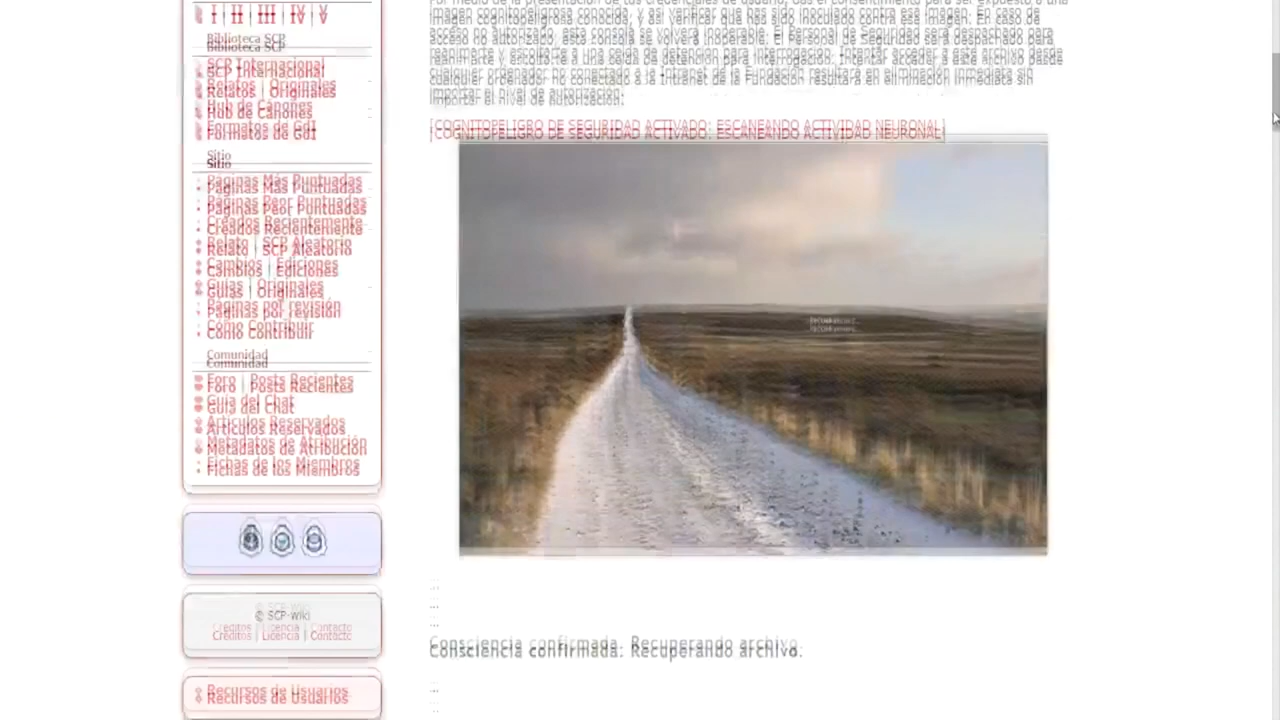 I | II | III | IV | V
Biblioteca SCP
SCP Internacional
Relatos | Originales
Hub de Cánones
Formatos de GdI
Sitio
Páginas Más Puntuadas
Páginas Peor Puntuadas
Creados Recientemente
Relato | SCP Aleatorio
Cambios | Ediciones
Guías | Originales
Páginas por revisión
Cómo Contribuir
Comunidad
Foro | Posts Recientes
Guía del Chat
Artículos Reservados
Metadatos de Atribución
Fichas de los Miembros
© SCP-Wiki
Créditos | Licencia | Contacto
Recursos de Usuarios
Por medio de la presentación de tus credenciales de usuario, das el consentimiento para ser expuesto a una
imagen cognitopeligrosa conocida, y así verificar que has sido inoculado contra esa imagen. En caso de
acceso no autorizado, esta consola se volverá inoperable. El Personal de Seguridad será despachado para
reanimarte y escoltarte a una celda de detención para interrogación. Intentar acceder a este archivo desde
cualquier ordenador no conectado a la Intranet de la Fundación resultará en eliminación inmediata sin
importar el nivel de autorización.
[COGNITOPELIGRO DE SEGURIDAD ACTIVADO: ESCANEANDO ACTIVIDAD NEURONAL]
...
...
...
Consciencia confirmada. Recuperando archivo.
...
...